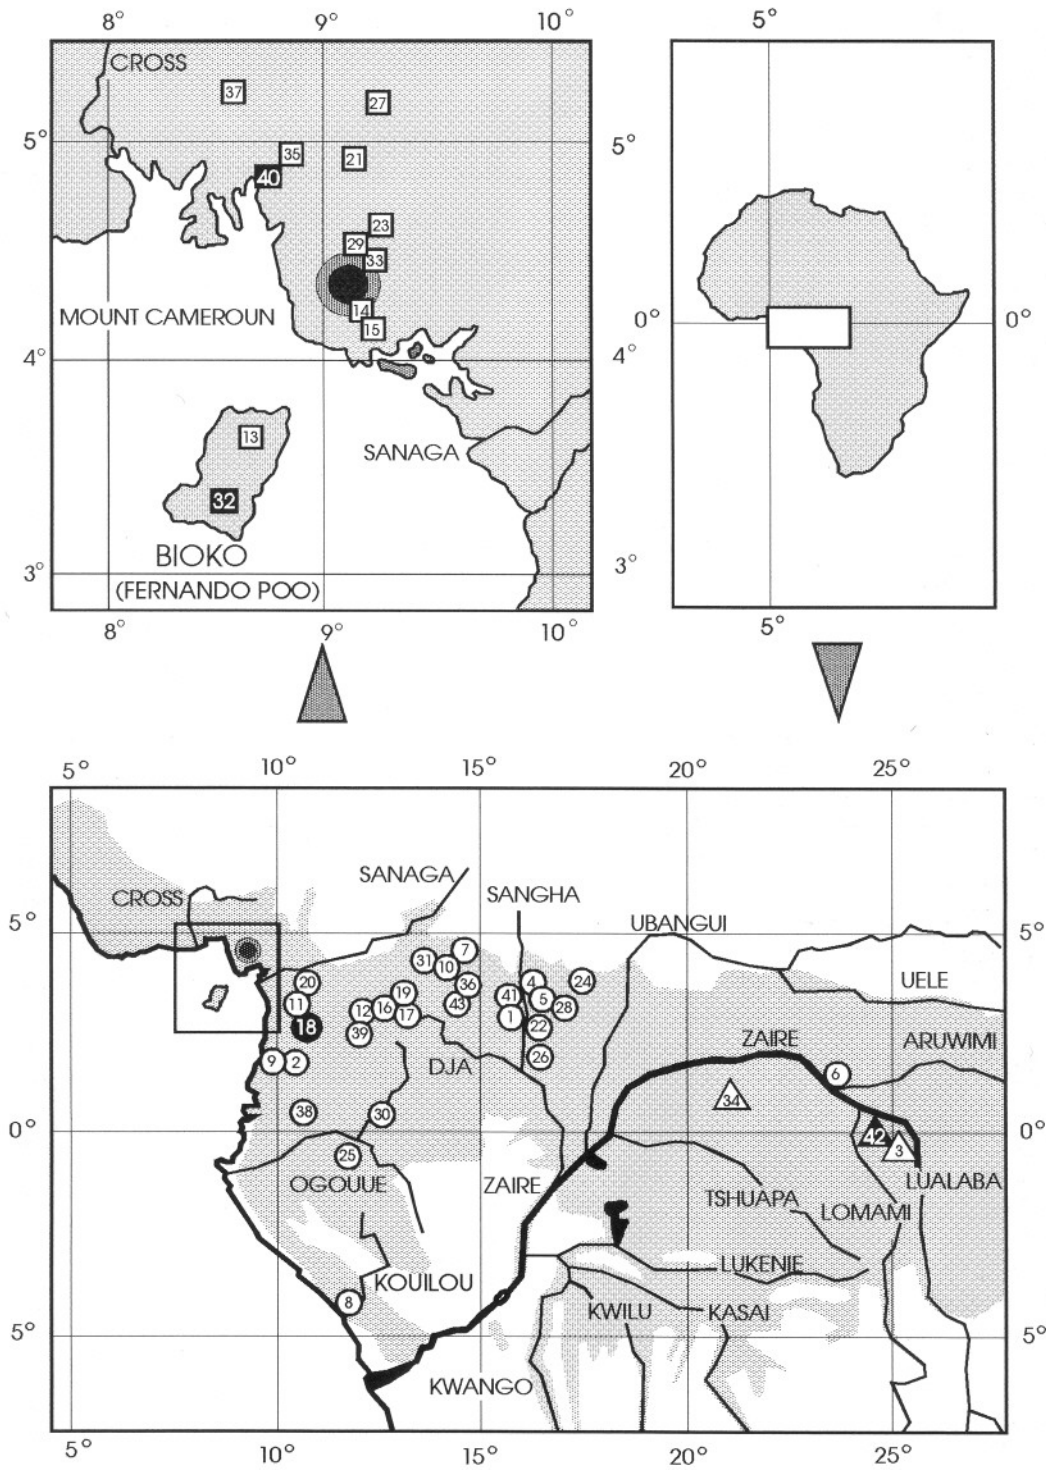 8° 9° 10° 5°
CROSS
37
27
5° 5°
35
21
40
23
29
33
14
MOUNT CAMEROUN
15
0° 0°
4° 4°
13
SANAGA
32
BIOKO
3° 3°
(FERNANDO POO)
8° 9° 10° 5°
5° 10° 15° 20° 25°
SANAGA
SANGHA
CROSS
UBANGUI
5° 5°
7
31
10
UELE
20
36
4
24
19
41
5
11
43
28
12
16
17
1
18
22
ZAIRE
ARUWIMI
39
26
9
2
DJA
6
34
38
30
0° 0°
42
3
25
OGOUUE
ZAIRE
LUALABA
TSHUAPA
LOMAMI
LUKENIE
KOUILOU
8
KWILU
KASAI
5° 5°
KWANGO
5° 10° 15° 20° 25°